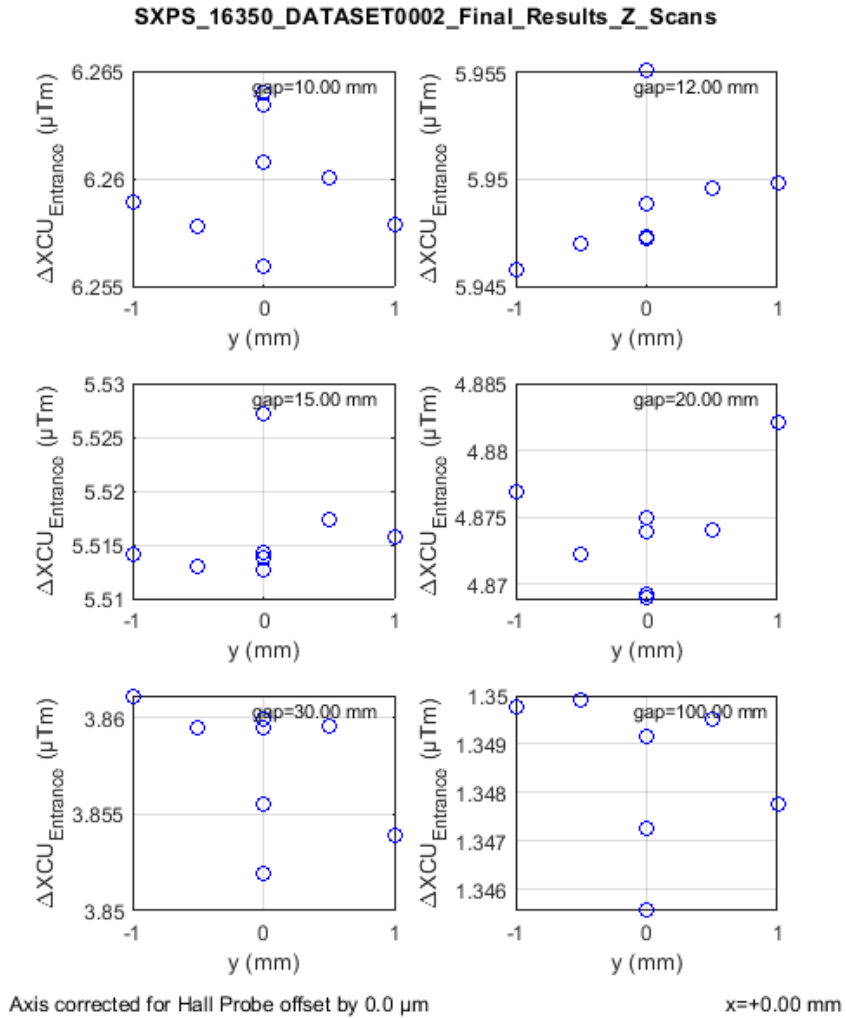 SXPS_16350_DATASET0002_Final_Results_Z_Scans
6.265
6.26
6.255
ΔXCU_Entrance (µTm)
gap=10.00 mm
-1 0 1
y (mm)
5.955
5.95
5.945
ΔXCU_Entrance (µTm)
gap=12.00 mm
-1 0 1
y (mm)
5.53
5.525
5.52
5.515
5.51
ΔXCU_Entrance (µTm)
gap=15.00 mm
-1 0 1
y (mm)
4.885
4.88
4.875
4.87
ΔXCU_Entrance (µTm)
gap=20.00 mm
-1 0 1
y (mm)
3.86
3.855
3.85
ΔXCU_Entrance (µTm)
gap=30.00 mm
-1 0 1
y (mm)
1.35
1.349
1.348
1.347
1.346
ΔXCU_Entrance (µTm)
gap=100.00 mm
-1 0 1
y (mm)
Axis corrected for Hall Probe offset by 0.0 µm
x=+0.00 mm